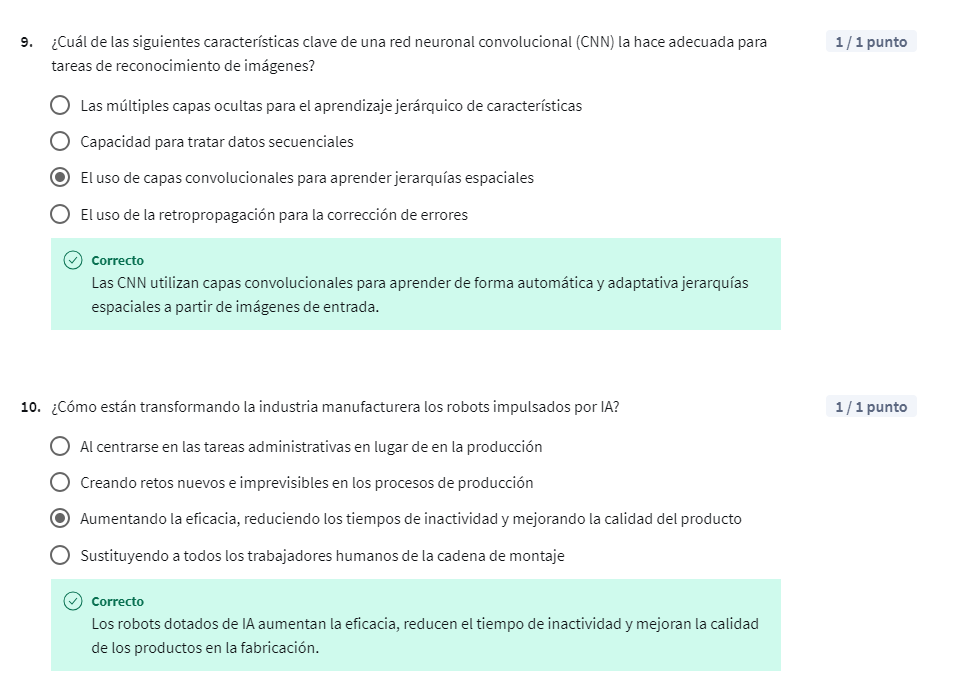 9. ¿Cuál de las siguientes características clave de una red neuronal convolucional (CNN) la hace adecuada para 1 / 1 punto
tareas de reconocimiento de imágenes?
Las múltiples capas ocultas para el aprendizaje jerárquico de características
Capacidad para tratar datos secuenciales
El uso de capas convolucionales para aprender jerarquías espaciales
El uso de la retropropagación para la corrección de errores
Correcto
Las CNN utilizan capas convolucionales para aprender de forma automática y adaptativa jerarquías
espaciales a partir de imágenes de entrada.
10. ¿Cómo están transformando la industria manufacturera los robots impulsados por IA? 1 / 1 punto
Al centrarse en las tareas administrativas en lugar de en la producción
Creando retos nuevos e imprevisibles en los procesos de producción
Aumentando la eficacia, reduciendo los tiempos de inactividad y mejorando la calidad del producto
Sustituyendo a todos los trabajadores humanos de la cadena de montaje
Correcto
Los robots dotados de IA aumentan la eficacia, reducen el tiempo de inactividad y mejoran la calidad
de los productos en la fabricación.